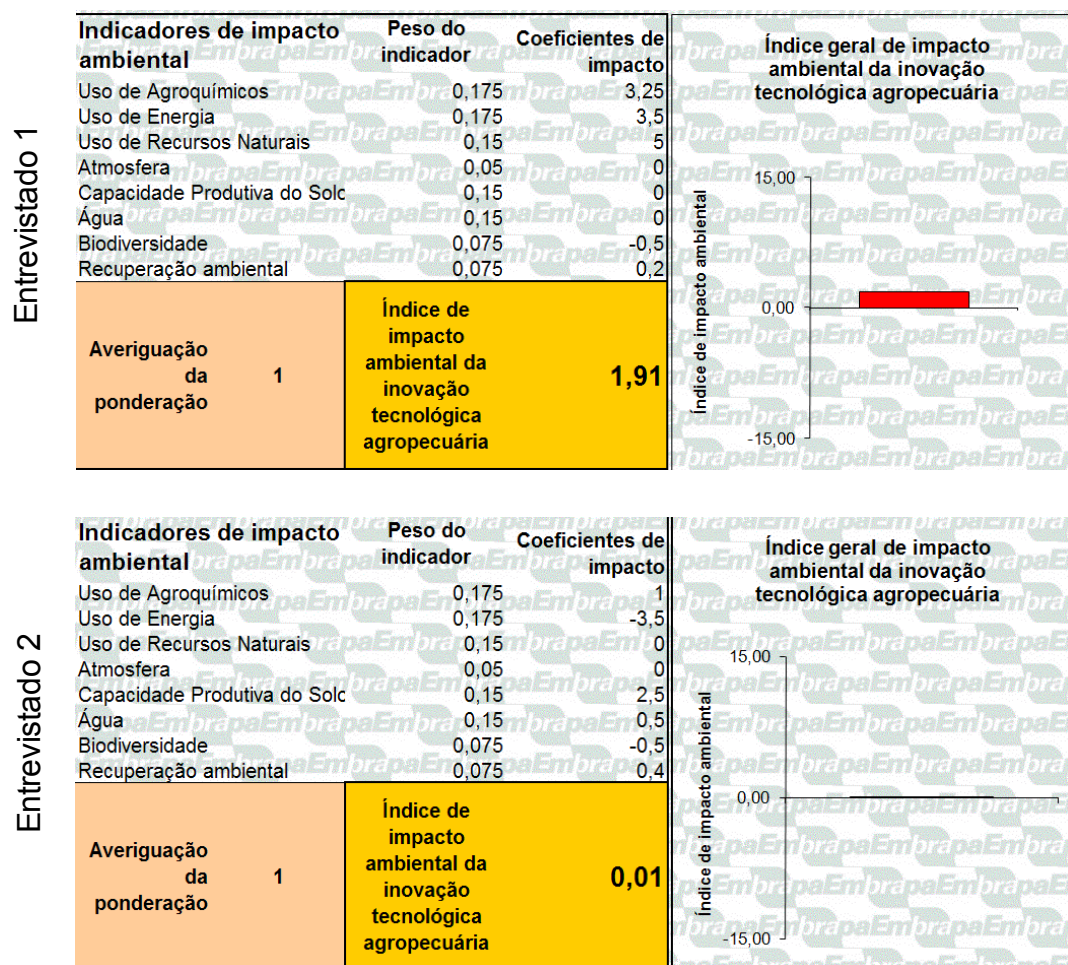 Entrevistado 1
Indicadores de impacto ambiental Peso do indicador Coeficientes de impacto
Uso de Agroquímicos 0,175 3,25
Uso de Energia 0,175 3,5
Uso de Recursos Naturais 0,15 5
Atmosfera 0,05 0
Capacidade Produtiva do Solc 0,15 0
Água 0,15 0
Biodiversidade 0,075 -0,5
Recuperação ambiental 0,075 0,2
Averiguação
da
ponderação
1
Índice de
impacto
ambiental da
inovação
tecnológica
agropecuária
1,91
Índice geral de impacto
ambiental da inovação
tecnológica agropecuária
Índice de impacto ambiental
15,00
0,00
-15,00
Entrevistado 2
Indicadores de impacto ambiental Peso do indicador Coeficientes de impacto
Uso de Agroquímicos 0,175 1
Uso de Energia 0,175 -3,5
Uso de Recursos Naturais 0,15 0
Atmosfera 0,05 0
Capacidade Produtiva do Solc 0,15 2,5
Água 0,15 0,5
Biodiversidade 0,075 -0,5
Recuperação ambiental 0,075 0,4
Averiguação
da
ponderação
1
Índice de
impacto
ambiental da
inovação
tecnológica
agropecuária
0,01
Índice geral de impacto
ambiental da inovação
tecnológica agropecuária
Índice de impacto ambiental
15,00
0,00
-15,00
Embrapa